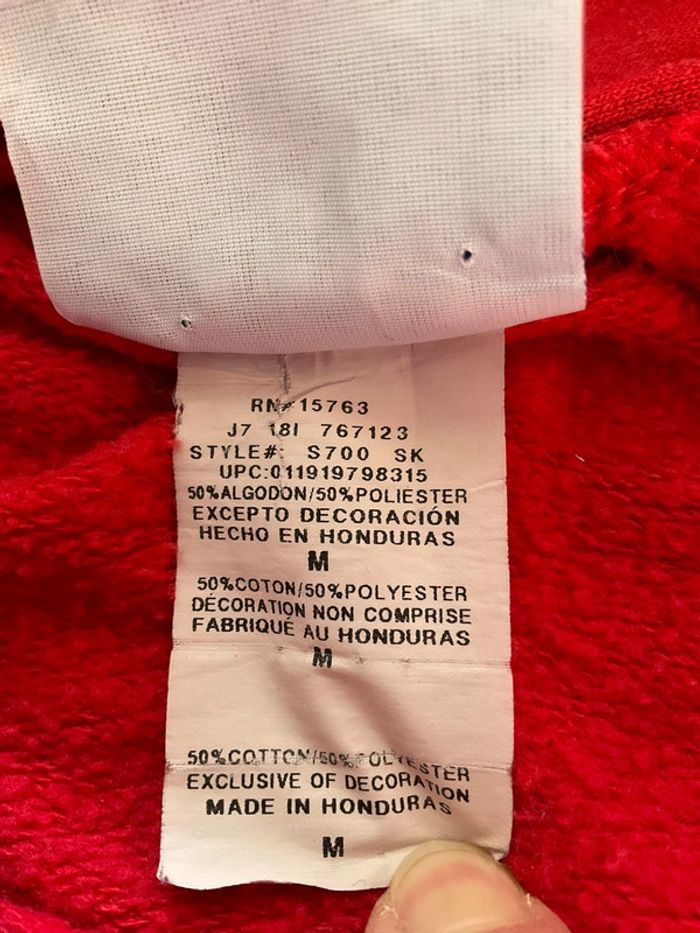 RN# 15763
J7 18I 767123
STYLE#: S700 SK
UPC:011919798315
50%ALGODON/50%POLIESTER
EXCEPTO DECORACIÓN
HECHO EN HONDURAS
M
50%COTON/50%POLYESTER
DÉCORATION NON COMPRISE
FABRIQUÉ AU HONDURAS
M
50%COTTON/50%POLYESTER
EXCLUSIVE OF DECORATION
MADE IN HONDURAS
M